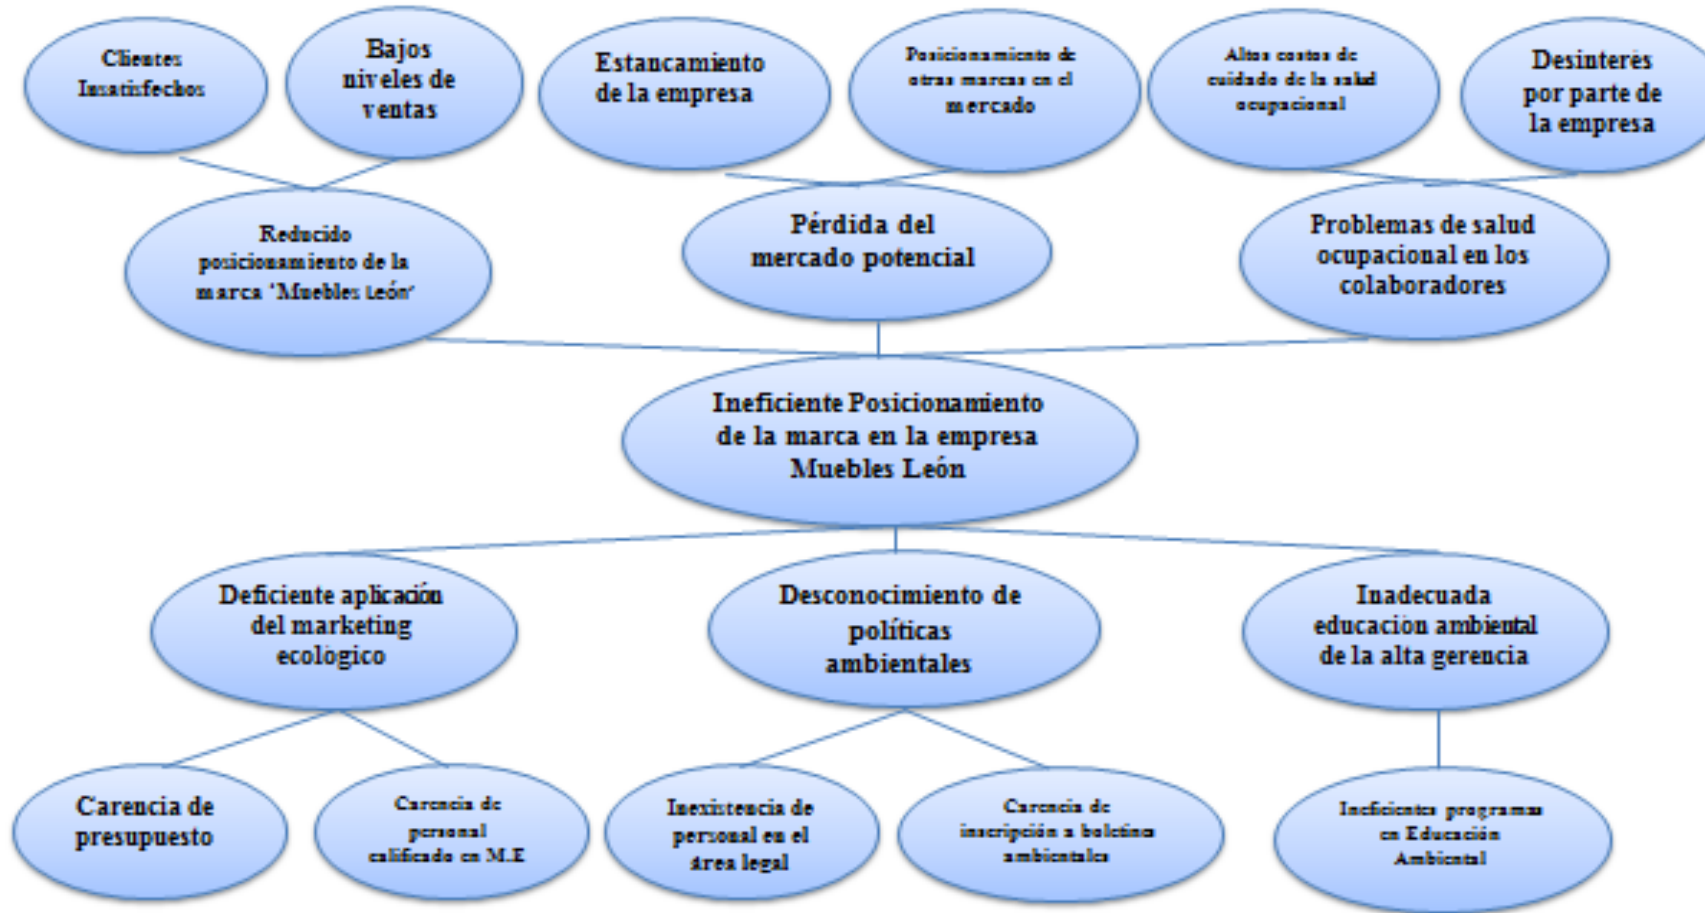 Clientes
Insatisfechos
Bajos
niveles de
ventas
Estancamiento
de la empresa
Posicionamiento de
otras marcas en el
mercado
Altos costos de
cuidado de la salud
ocupacional
Desinterés
por parte de
la empresa
Reducido
posicionamiento de la
marca "Muebles León"
Pérdida del
mercado potencial
Problemas de salud
ocupacional en los
colaboradores
Ineficiente Posicionamiento
de la marca en la empresa
Muebles León
Deficiente aplicación
del marketing
ecológico
Desconocimiento de
políticas
ambientales
Inadecuada
educación ambiental
de la alta gerencia
Carencia de
presupuesto
Carencia de
personal
calificado en M.E
Inexistencia de
personal en el
área legal
Carencia de
inscripción a boletines
ambientales
Ineficientes programas
en Educación
Ambiental